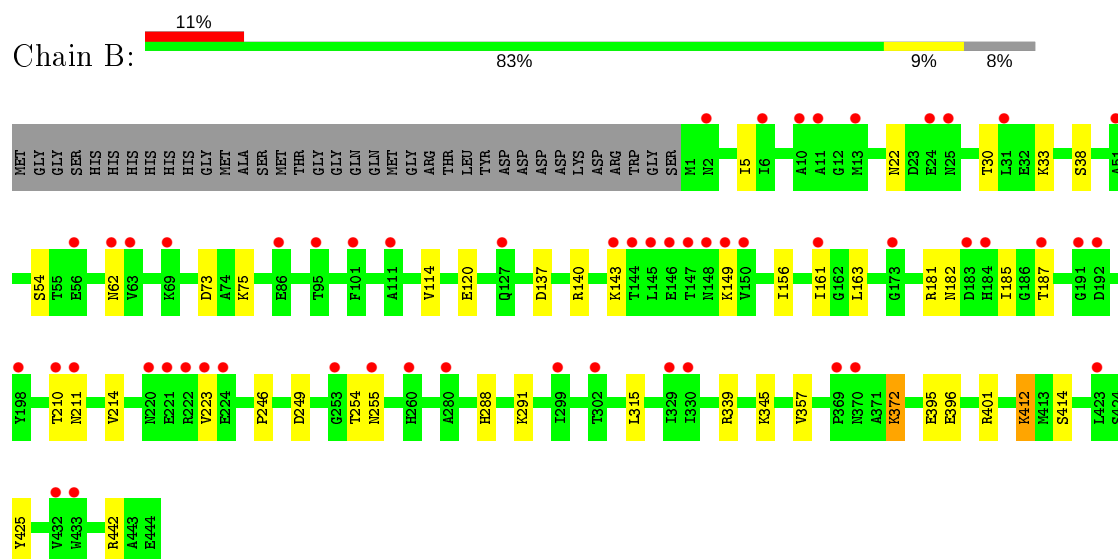 11%
Chain B:
83% 9% 8%
MET GLY GLY SER HIS HIS HIS HIS HIS HIS GLY MET ALA SER MET THR GLY GLY GLN GLN MET GLY ARG THR LEU TYR ASP ASP ASP ASP LYS ASP ARG TRP GLY SER M1 N2 I5 I6 A10 A11 G12 M13 N22 D23 E24 N25 T30 L31 E32 K33 S38 A51
S54 T55 E56 N62 V63 K69 D73 A74 K75 E86 T95 F101 A111 V114 E120 Q127 D137 R140 K143 T144 L145 E146 T147 N148 K149 V150 I156 I161 G162 L163 G173 R181 N182 D183 H184 I185 G186 T187 G191 D192
Y198 T210 N211 V214 N220 E221 R222 V223 E224 P246 D249 G253 T254 N255 H260 A280 H288 K291 I299 T302 L315 I329 I330 R339 K345 V357 P369 N370 A371 K372 E395 E396 R401 K412 M413 S414 L423 S424
Y425 V432 W433 R442 A443 E444